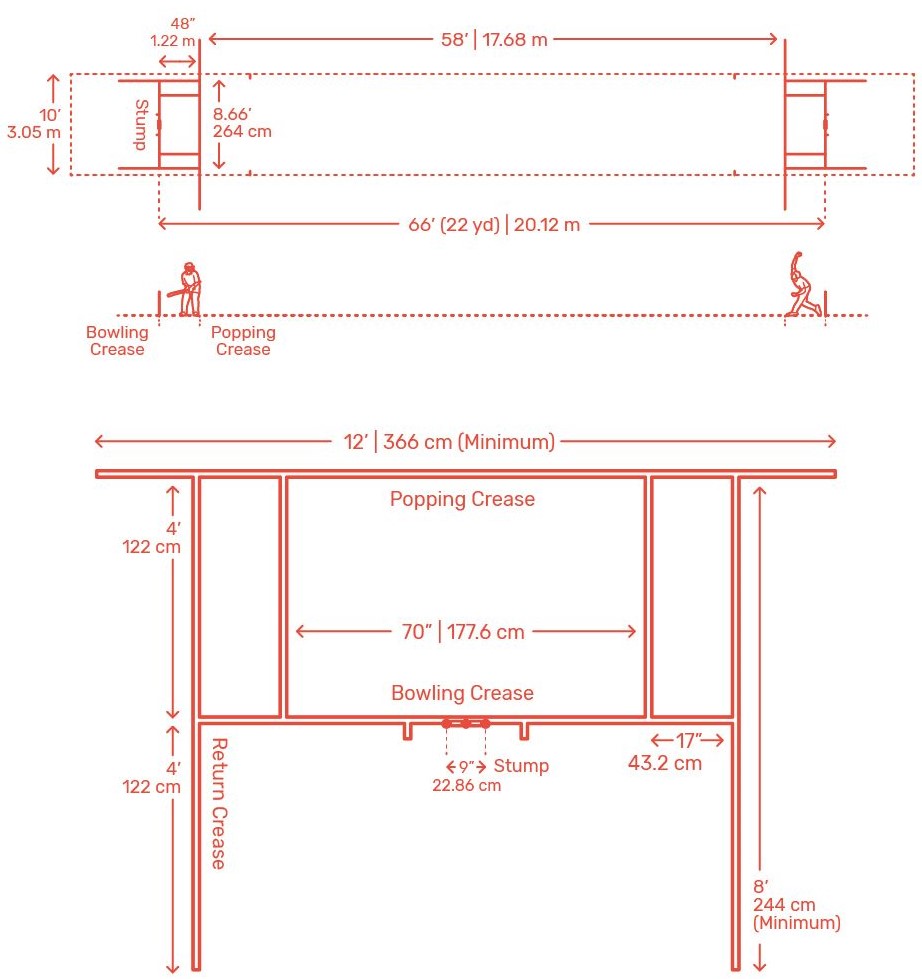 48”
1.22 m
58’ | 17.68 m
10’
3.05 m
Stump
8.66’
264 cm
66’ (22 yd) | 20.12 m
Bowling
Crease
Popping
Crease
12’ | 366 cm (Minimum)
Popping Crease
4’
122 cm
70” | 177.6 cm
Bowling Crease
17”
43.2 cm
9” Stump
22.86 cm
4’
122 cm
Return Crease
8’
244 cm
(Minimum)